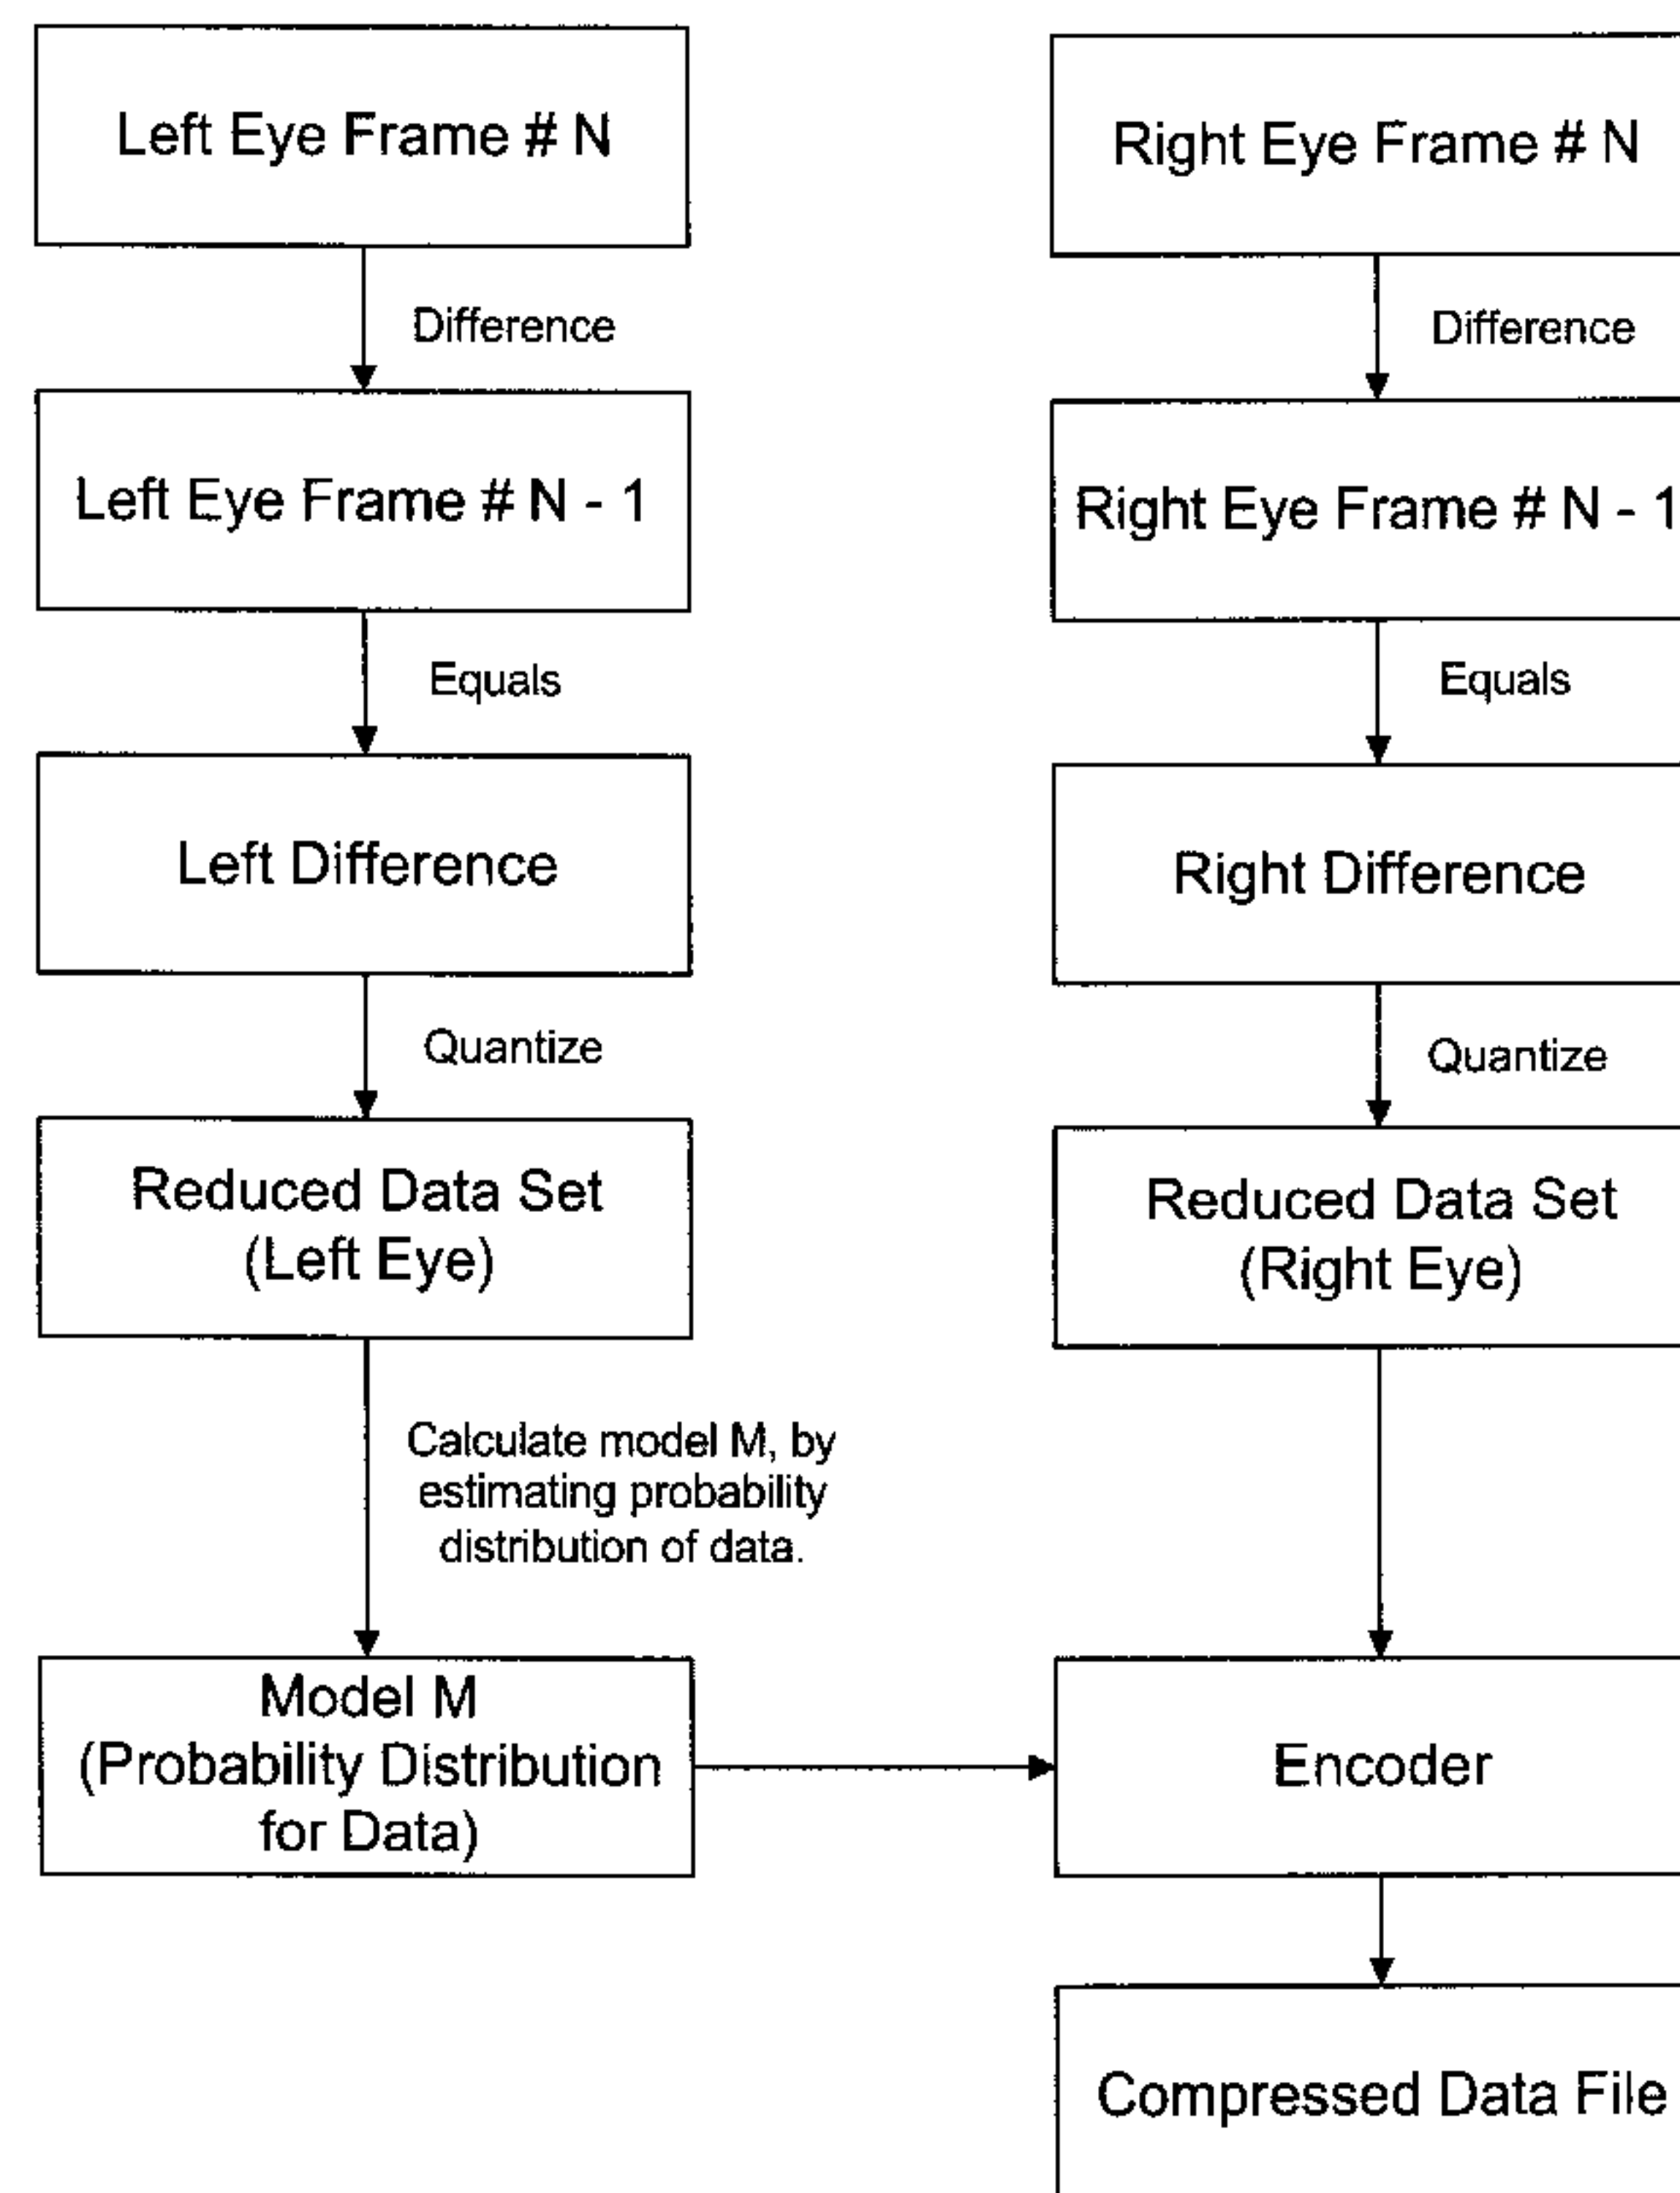 Left Eye Frame # N
Difference
Left Eye Frame # N - 1
Equals
Left Difference
Quantize
Reduced Data Set
(Left Eye)
Calculate model M, by
estimating probability
distribution of data.
Model M
(Probability Distribution
for Data)
Right Eye Frame # N
Difference
Right Eye Frame # N - 1
Equals
Right Difference
Quantize
Reduced Data Set
(Right Eye)
Encoder
Compressed Data File